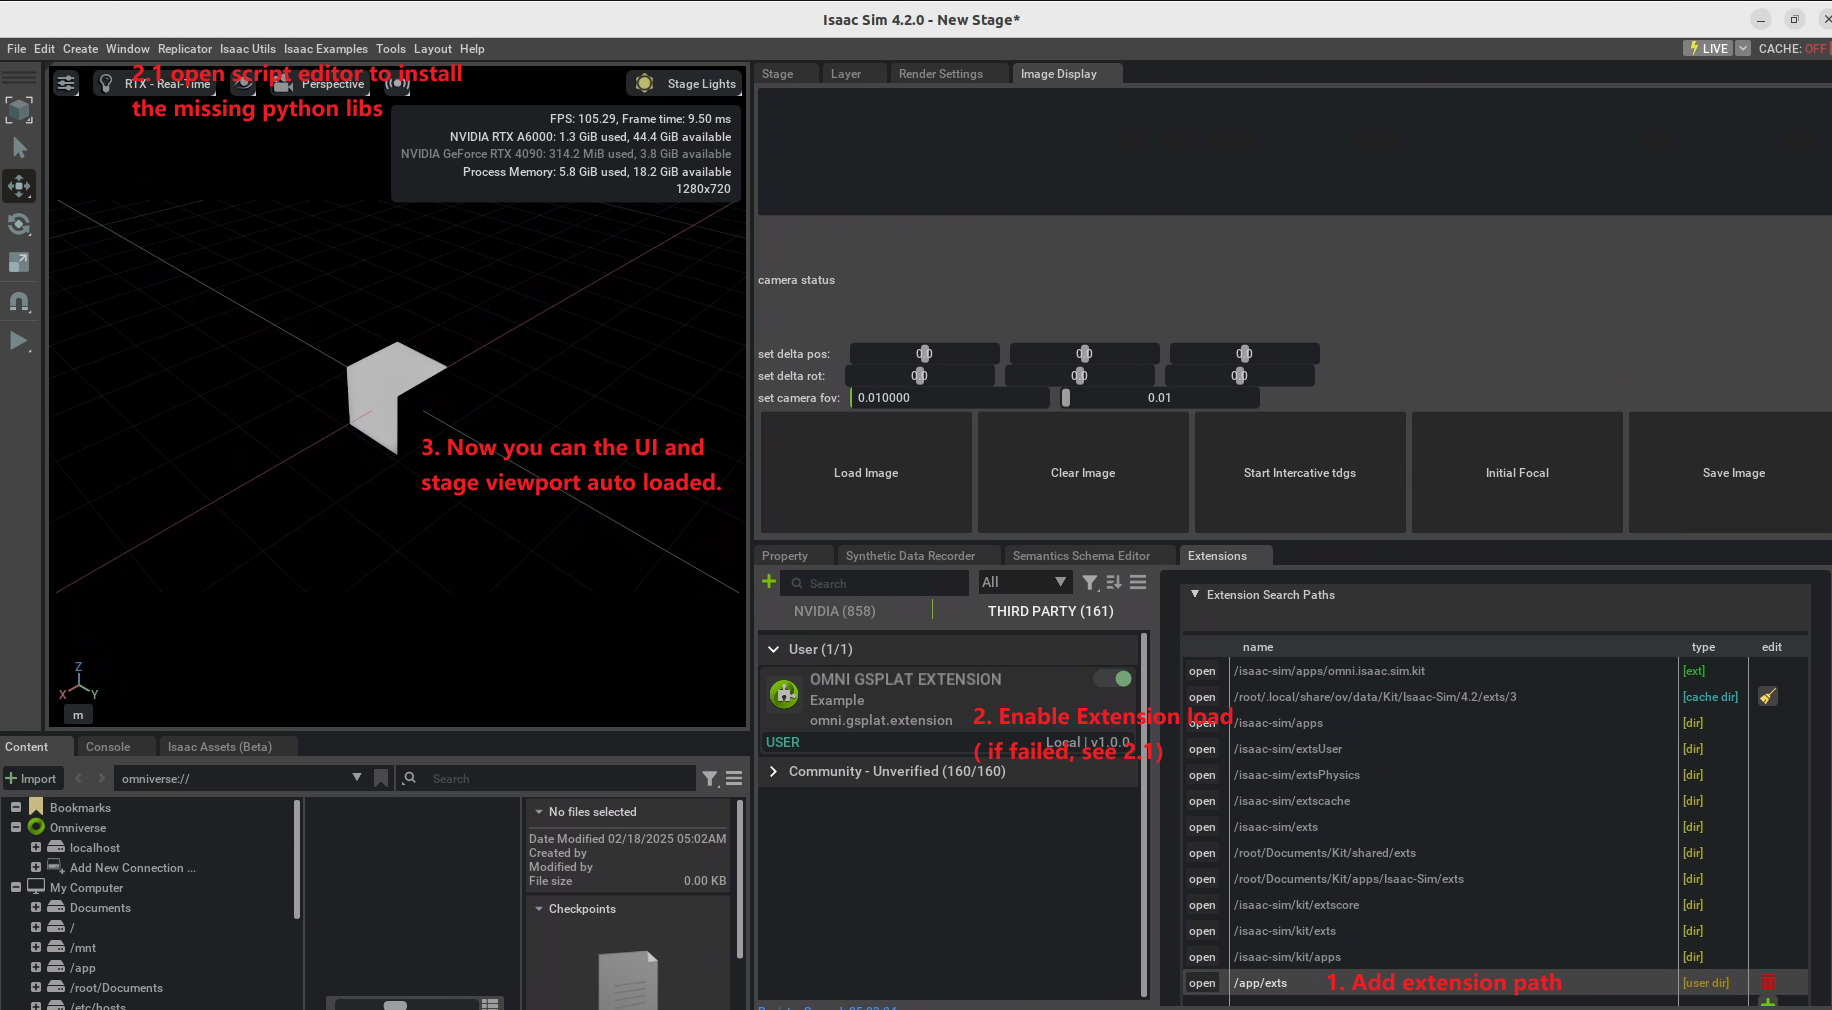 Isaac Sim 4.2.0 - New Stage*
File Edit Create Window Replicator Isaac Utils Isaac Examples Tools Layout Help
LIVE CACHE: OFF
2.1 open script editor to install
the missing python libs
RTX - Real-Time
Perspective
Stage Lights
FPS: 105.29, Frame time: 9.50 ms
NVIDIA RTX A6000: 1.3 GiB used, 44.4 GiB available
NVIDIA GeForce RTX 4090: 314.2 MiB used, 3.8 GiB available
Process Memory: 5.8 GiB used, 18.2 GiB available
1280x720
3. Now you can the UI and
stage viewport auto loaded.
Z
X Y
m
Stage Layer Render Settings Image Display
camera status
set delta pos: 0.0 0.0 0.0
set delta rot: 0.0 0.0 0.0
set camera fov: 0.010000 0.01
Load Image Clear Image Start Intercative tdgs Initial Focal Save Image
Property Synthetic Data Recorder Semantics Schema Editor Extensions
Search All
NVIDIA (858) THIRD PARTY (161)
User (1/1)
OMNI GSPLAT EXTENSION
Example
omni.gsplat.extension
USER Local | v1.0.0
2. Enable Extension load
( if failed, see 2.1)
Community - Unverified (160/160)
Extension Search Paths
name type edit
open /isaac-sim/apps/omni.isaac.sim.kit [ext]
open /root/.local/share/ov/data/Kit/Isaac-Sim/4.2/exts/3 [cache dir]
open /isaac-sim/apps [dir]
open /isaac-sim/extsUser [dir]
open /isaac-sim/extsPhysics [dir]
open /isaac-sim/extscache [dir]
open /isaac-sim/exts [dir]
open /root/Documents/Kit/shared/exts [dir]
open /root/Documents/Kit/apps/Isaac-Sim/exts [dir]
open /isaac-sim/kit/extscore [dir]
open /isaac-sim/kit/exts [dir]
open /isaac-sim/kit/apps [dir]
open /app/exts [user dir]
1. Add extension path
Content Console Isaac Assets (Beta)
Import omniverse:// Search
Bookmarks
Omniverse
localhost
Add New Connection ...
My Computer
Documents
/
/mnt
/app
/root/Documents
/etc/hosts
No files selected
Date Modified 02/18/2025 05:02AM
Created by
Modified by
File size 0.00 KB
Checkpoints